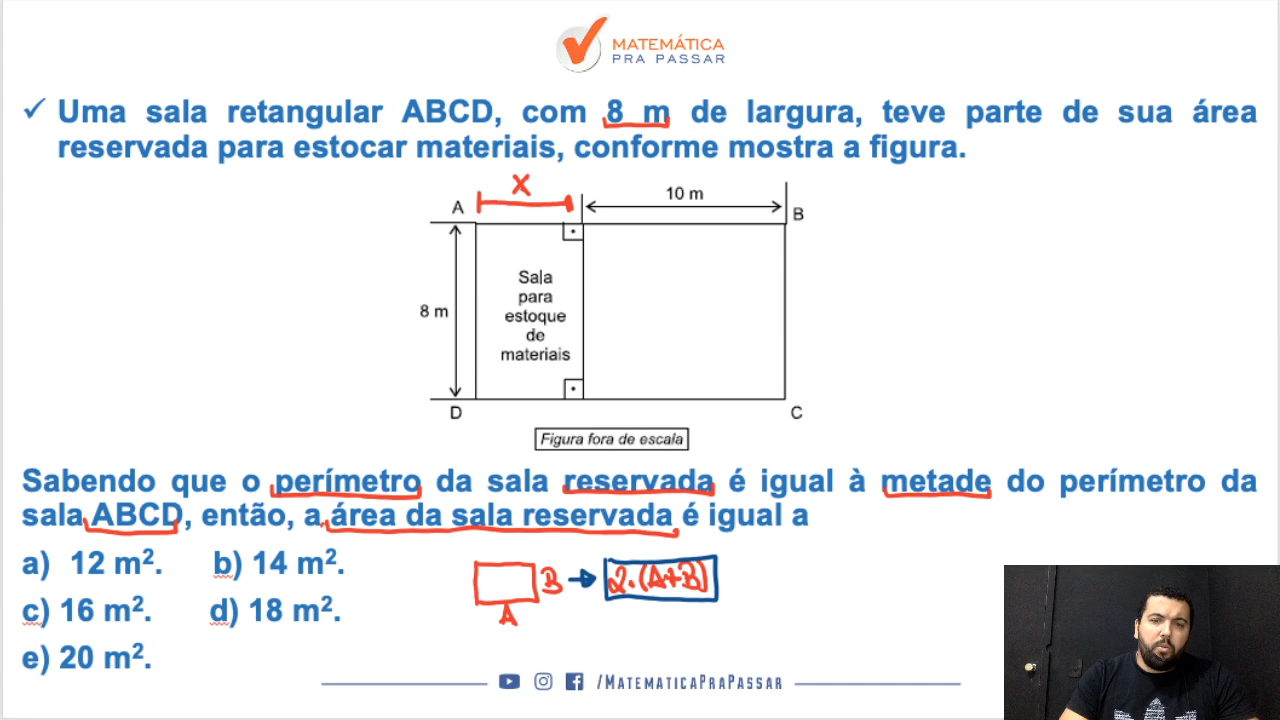 MATEMÁTICA
PRA PASSAR
✓ Uma sala retangular ABCD, com 8 m de largura, teve parte de sua área
reservada para estocar materiais, conforme mostra a figura.
X
10 m
A
B
Sala
para
8 m
estoque
de
materiais
D
C
Figura fora de escala
Sabendo que o perímetro da sala reservada é igual à metade do perímetro da
sala ABCD, então, a área da sala reservada é igual a
a) 12 m². b) 14 m².
c) 16 m². d) 18 m².
e) 20 m².
B → 2.(A+B)
A
/MATEMATICAPRAPASSAR